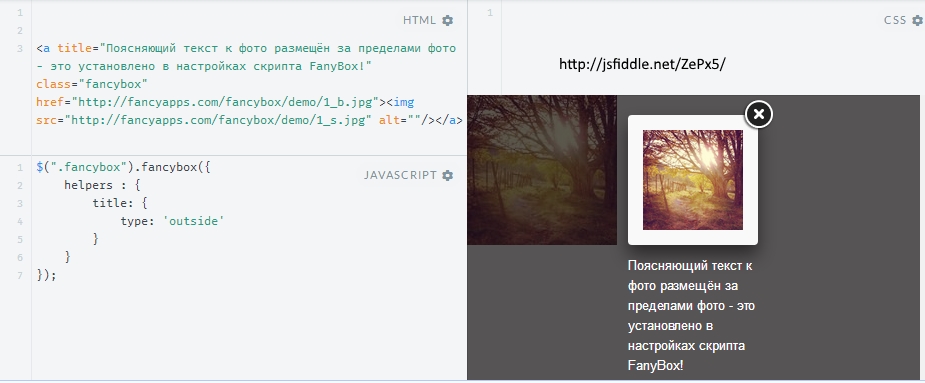 HTML
1
2
3 <a title="Поясняющий текст к фото размещён за пределами фото
- это установлено в настройках скрипта FanyBox!"
class="fancybox"
href="http://fancyapps.com/fancybox/demo/1_b.jpg"><img
src="http://fancyapps.com/fancybox/demo/1_s.jpg" alt=""/></a>
JAVASCRIPT
1 $(".fancybox").fancybox({
2 helpers : {
3 title: {
4 type: 'outside'
5 }
6 }
7 });
CSS
1
http://jsfiddle.net/ZePx5/
Поясняющий текст к
фото размещён за
пределами фото - это
установлено в
настройках скрипта
FanyBox!